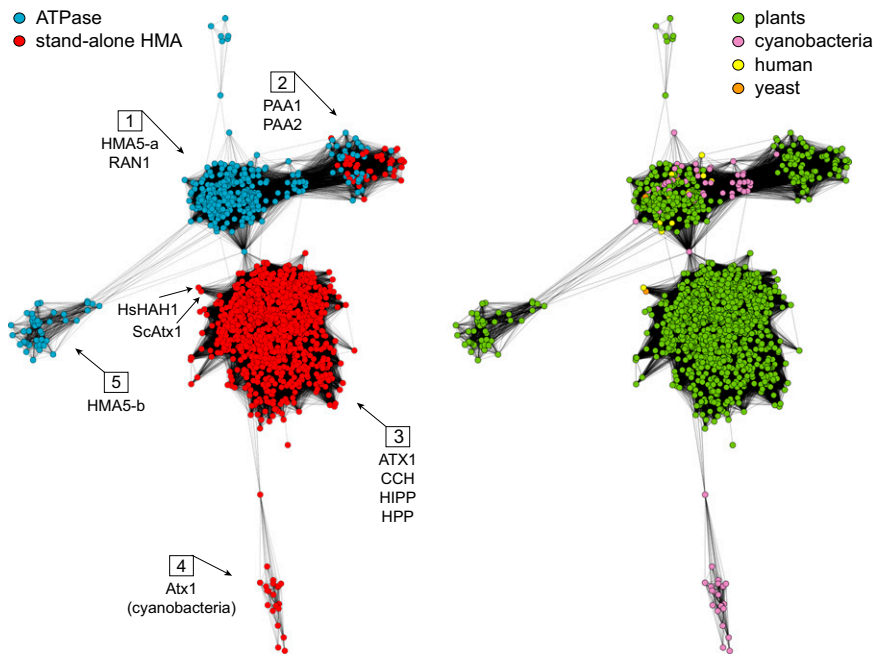 ATPase
stand-alone HMA
1
HMA5-a
RAN1
2
PAA1
PAA2
HsHAH1
ScAtx1
5
HMA5-b
3
ATX1
CCH
HIPP
HPP
4
Atx1
(cyanobacteria)
plants
cyanobacteria
human
yeast